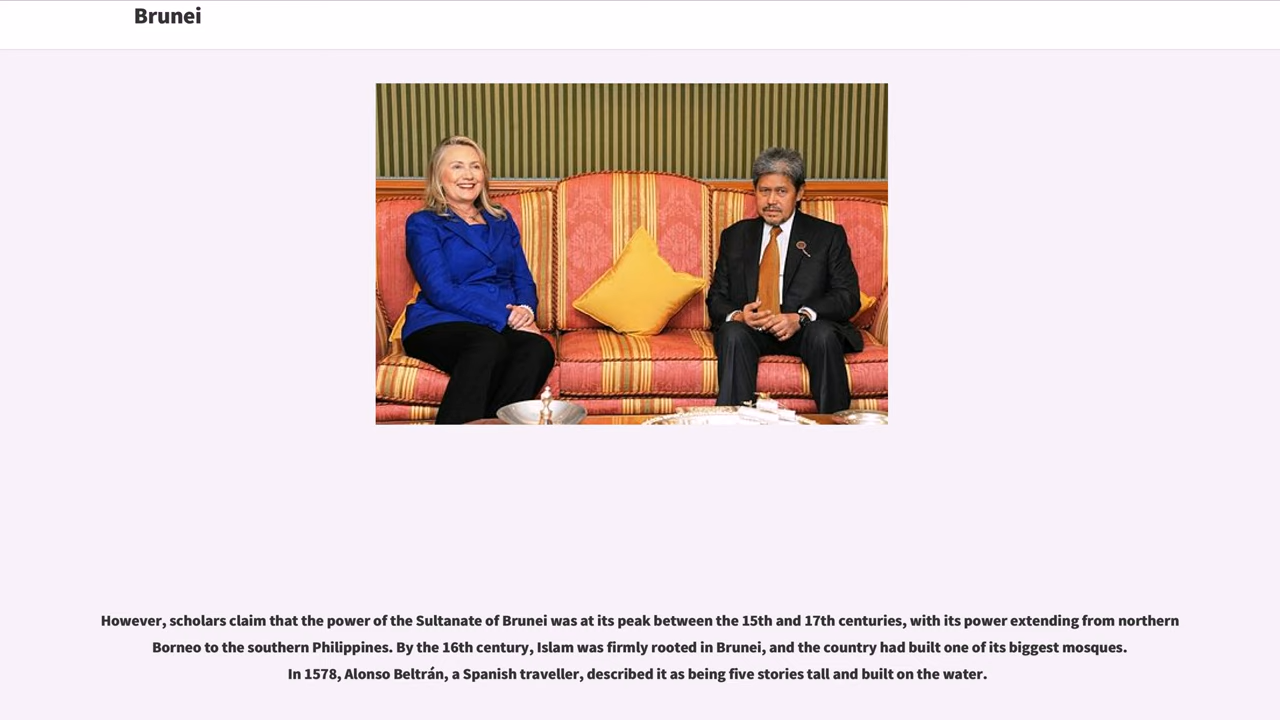 Brunei
However, scholars claim that the power of the Sultanate of Brunei was at its peak between the 15th and 17th centuries, with its power extending from northern
Borneo to the southern Philippines. By the 16th century, Islam was firmly rooted in Brunei, and the country had built one of its biggest mosques.
In 1578, Alonso Beltrán, a Spanish traveller, described it as being five stories tall and built on the water.